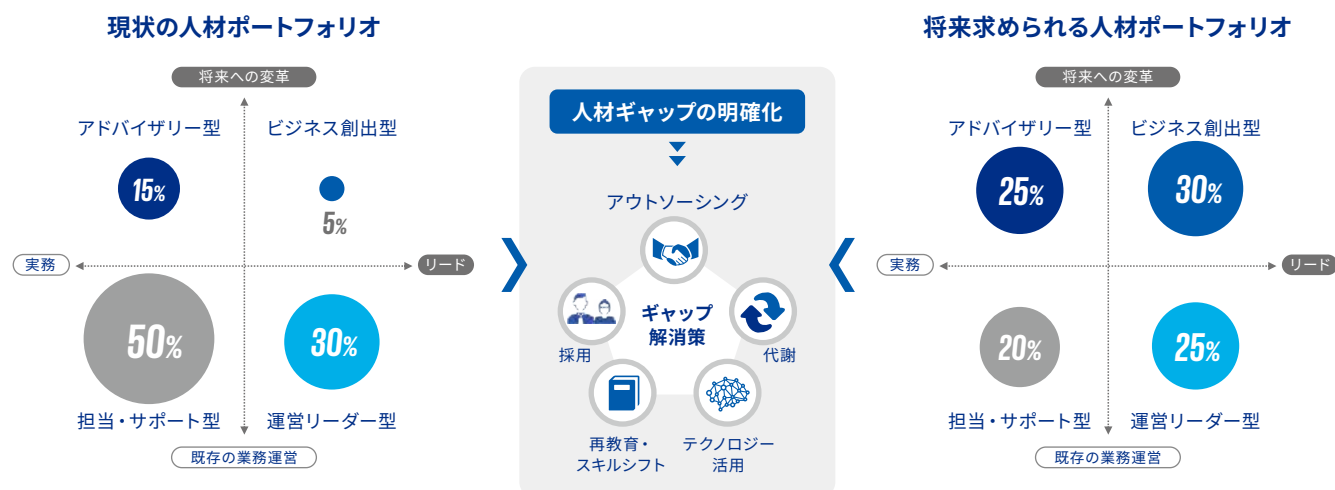 現状の人材ポートフォリオ
将来への変革
アドバイザリー型
ビジネス創出型
15%
5%
実務
リード
50%
30%
担当・サポート型
運営リーダー型
既存の業務運営
人材ギャップの明確化
アウトソーシング
採用
ギャップ
解消策
代謝
再教育・
スキルシフト
テクノロジー
活用
将来求められる人材ポートフォリオ
将来への変革
アドバイザリー型
ビジネス創出型
25%
30%
実務
リード
20%
25%
担当・サポート型
運営リーダー型
既存の業務運営